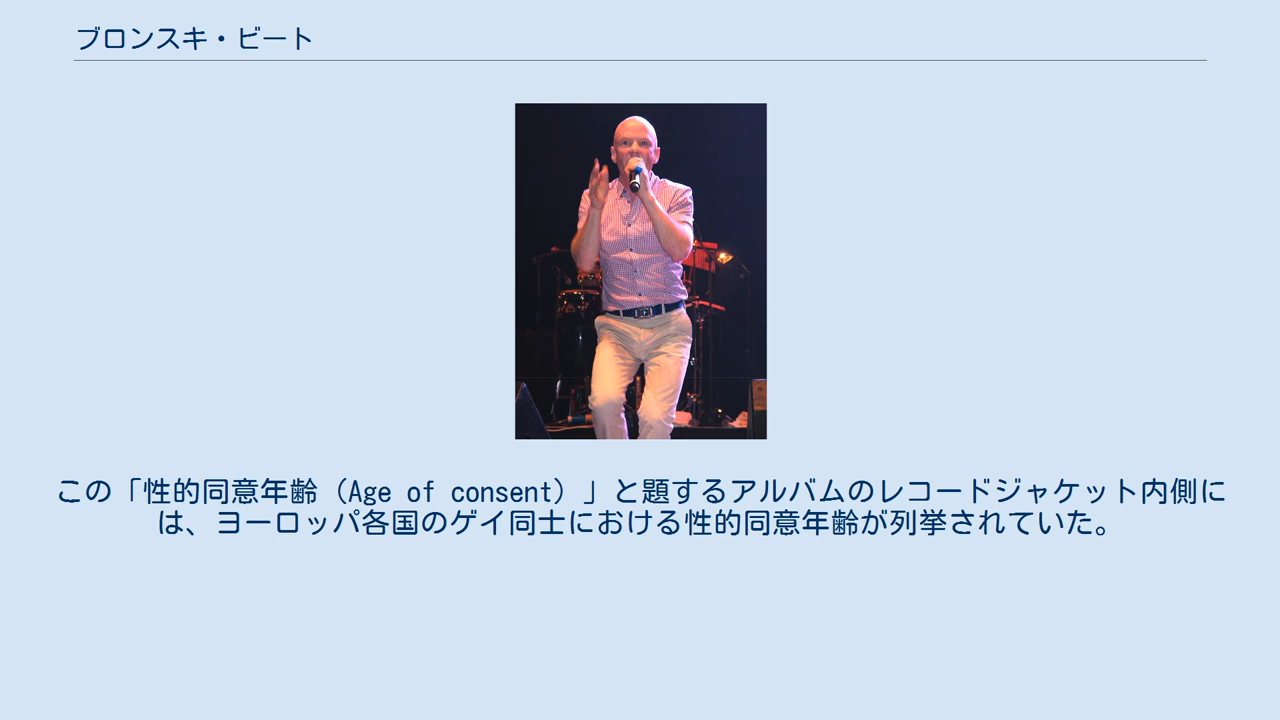 ブロンスキ・ビート
この「性的同意年齢（Age of consent）」と題するアルバムのレコードジャケット内側に
は、ヨーロッパ各国のゲイ同士における性的同意年齢が列挙されていた。